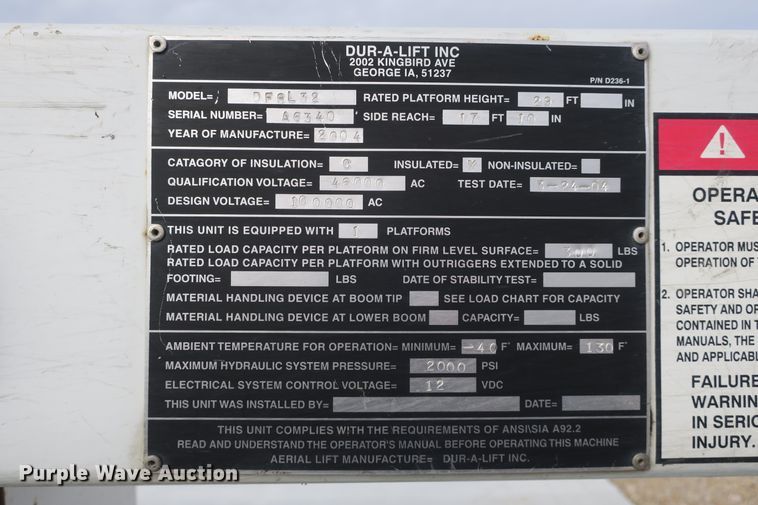 DUR-A-LIFT INC
2002 KINGBIRD AVE
GEORGE IA, 51237
P/N D236-1
MODEL= DFSL32 RATED PLATFORM HEIGHT= 29 FT IN
SERIAL NUMBER= A6340 SIDE REACH= 17 FT 10 IN
YEAR OF MANUFACTURE= 2004
CATAGORY OF INSULATION= C INSULATED= X NON-INSULATED=
QUALIFICATION VOLTAGE= 46000 AC TEST DATE= 1-24-04
DESIGN VOLTAGE= 100000 AC
THIS UNIT IS EQUIPPED WITH 1 PLATFORMS
RATED LOAD CAPACITY PER PLATFORM ON FIRM LEVEL SURFACE= 300 LBS
RATED LOAD CAPACITY PER PLATFORM WITH OUTRIGGERS EXTENDED TO A SOLID
FOOTING= LBS DATE OF STABILITY TEST=
MATERIAL HANDLING DEVICE AT BOOM TIP SEE LOAD CHART FOR CAPACITY
MATERIAL HANDLING DEVICE AT LOWER BOOM CAPACITY= LBS
AMBIENT TEMPERATURE FOR OPERATION= MINIMUM= -40 F° MAXIMUM= 130 F°
MAXIMUM HYDRAULIC SYSTEM PRESSURE= 2000 PSI
ELECTRICAL SYSTEM CONTROL VOLTAGE= 12 VDC
THIS UNIT WAS INSTALLED BY= DATE=
THIS UNIT COMPLIES WITH THE REQUIREMENTS OF ANSI\SIA A92.2
READ AND UNDERSTAND THE OPERATOR'S MANUAL BEFORE OPERATING THIS MACHINE
AERIAL LIFT MANUFACTURE= DUR-A-LIFT INC.
OPERA
SAFE
1. OPERATOR MUS
OPERATION OF
2. OPERATOR SHA
SAFETY AND OP
CONTAINED IN T
MANUALS, THE
AND APPLICABL
FAILURE
WARNIN
IN SERIO
INJURY.
Purple Wave Auction